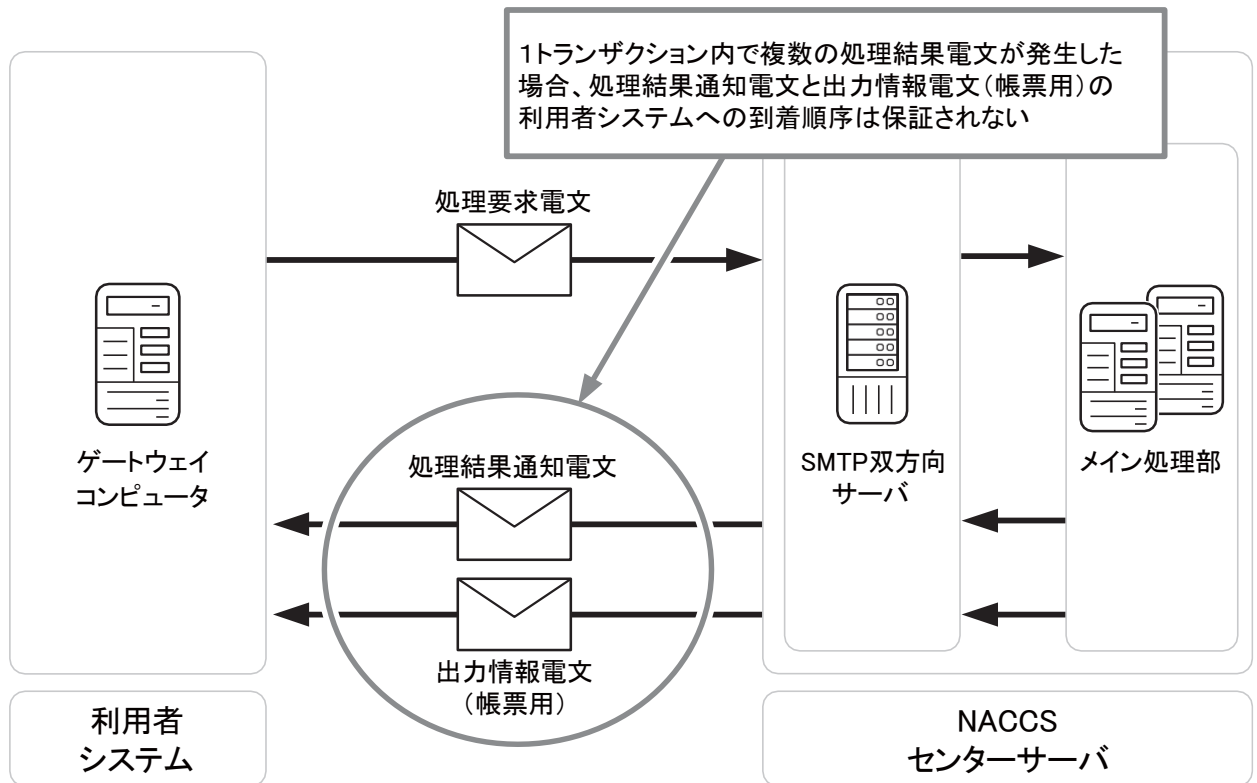 1トランザクション内で複数の処理結果電文が発生した
場合、処理結果通知電文と出力情報電文(帳票用)の
利用者システムへの到着順序は保証されない
処理要求電文
ゲートウェイ
コンピュータ
SMTP双方向
サーバ
メイン処理部
処理結果通知電文
出力情報電文
(帳票用)
利用者
システム
NACCS
センターサーバ